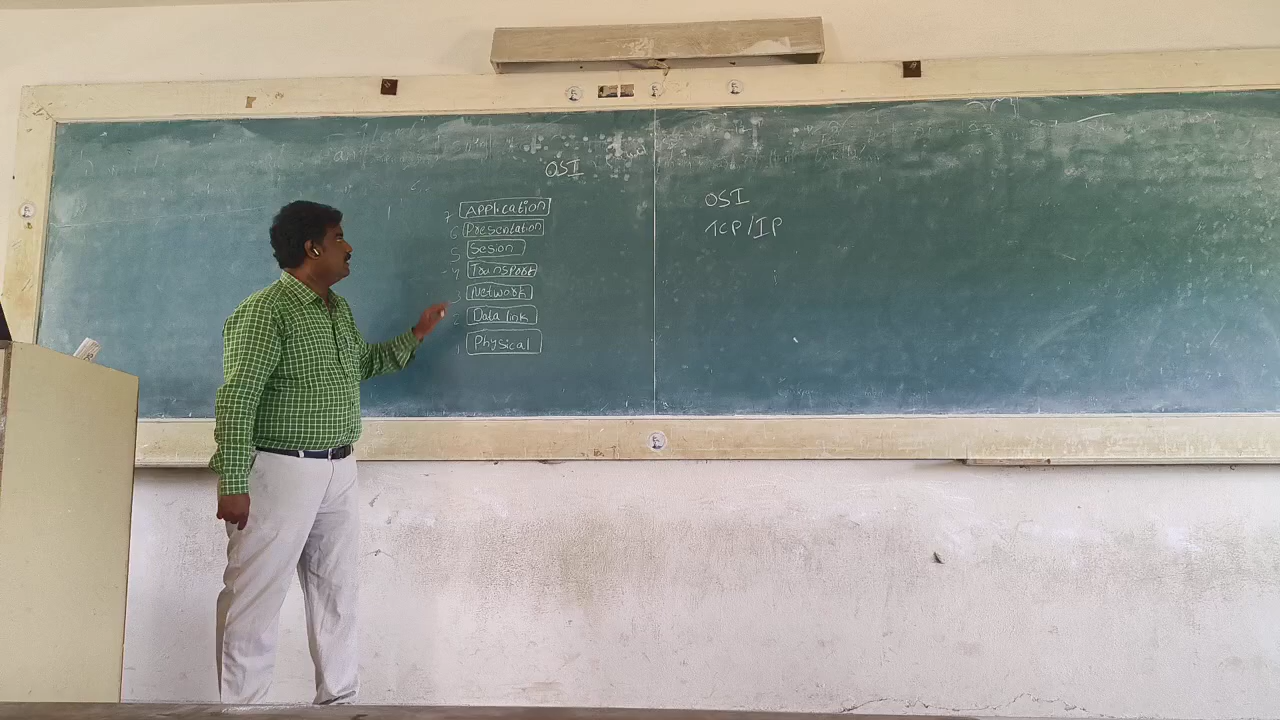 OSI
7 Application
6 Presentation
5 Sesion
4 Transport
3 Network
2 Data link
1 Physical
OSI
TCP/IP